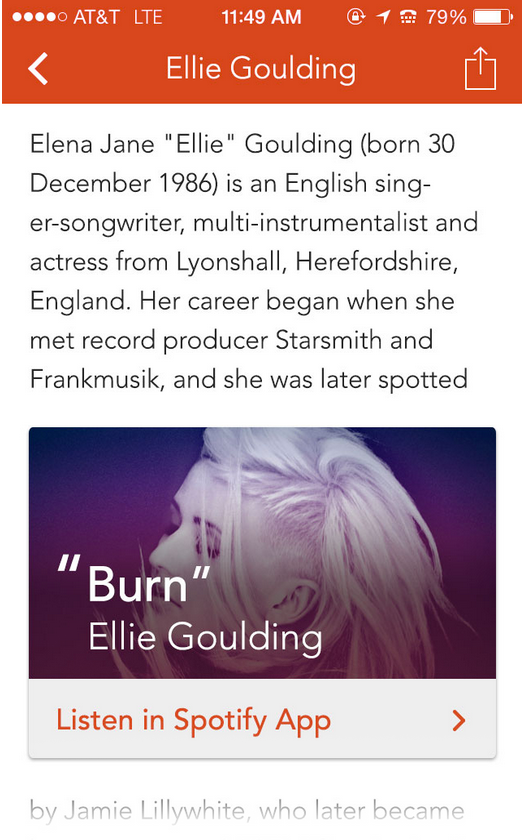 AT&T LTE 11:49 AM 79%
Ellie Goulding
Elena Jane "Ellie" Goulding (born 30
December 1986) is an English sing-
er-songwriter, multi-instrumentalist and
actress from Lyonshall, Herefordshire,
England. Her career began when she
met record producer Starsmith and
Frankmusik, and she was later spotted
“Burn”
Ellie Goulding
Listen in Spotify App
by Jamie Lillywhite, who later became